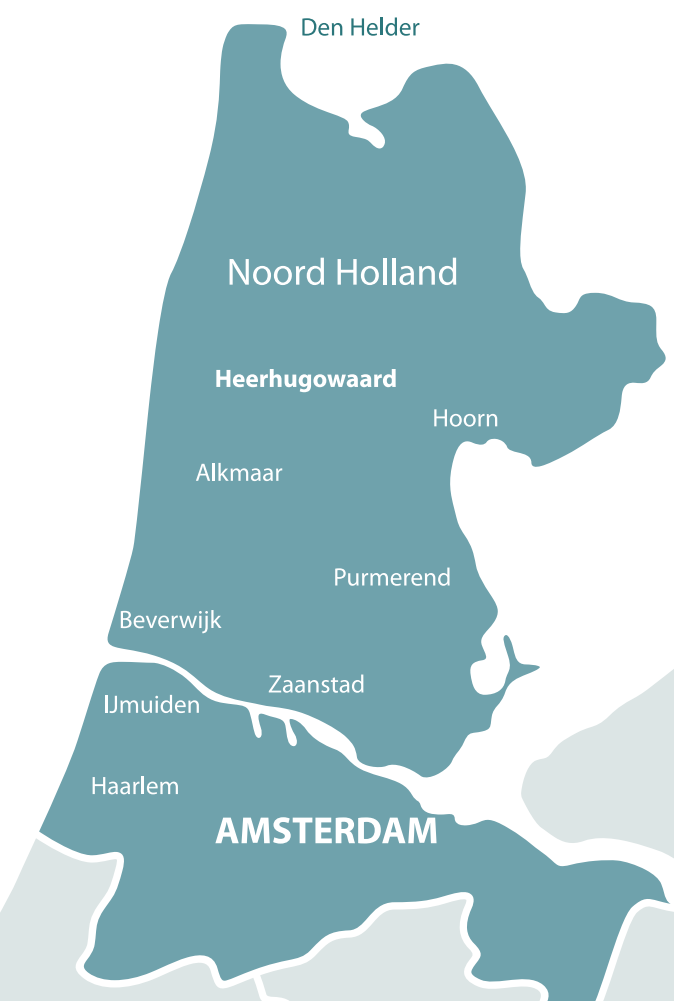 Den Helder
Noord Holland
Heerhugowaard
Hoorn
Alkmaar
Purmerend
Beverwijk
Zaanstad
IJmuiden
Haarlem
AMSTERDAM